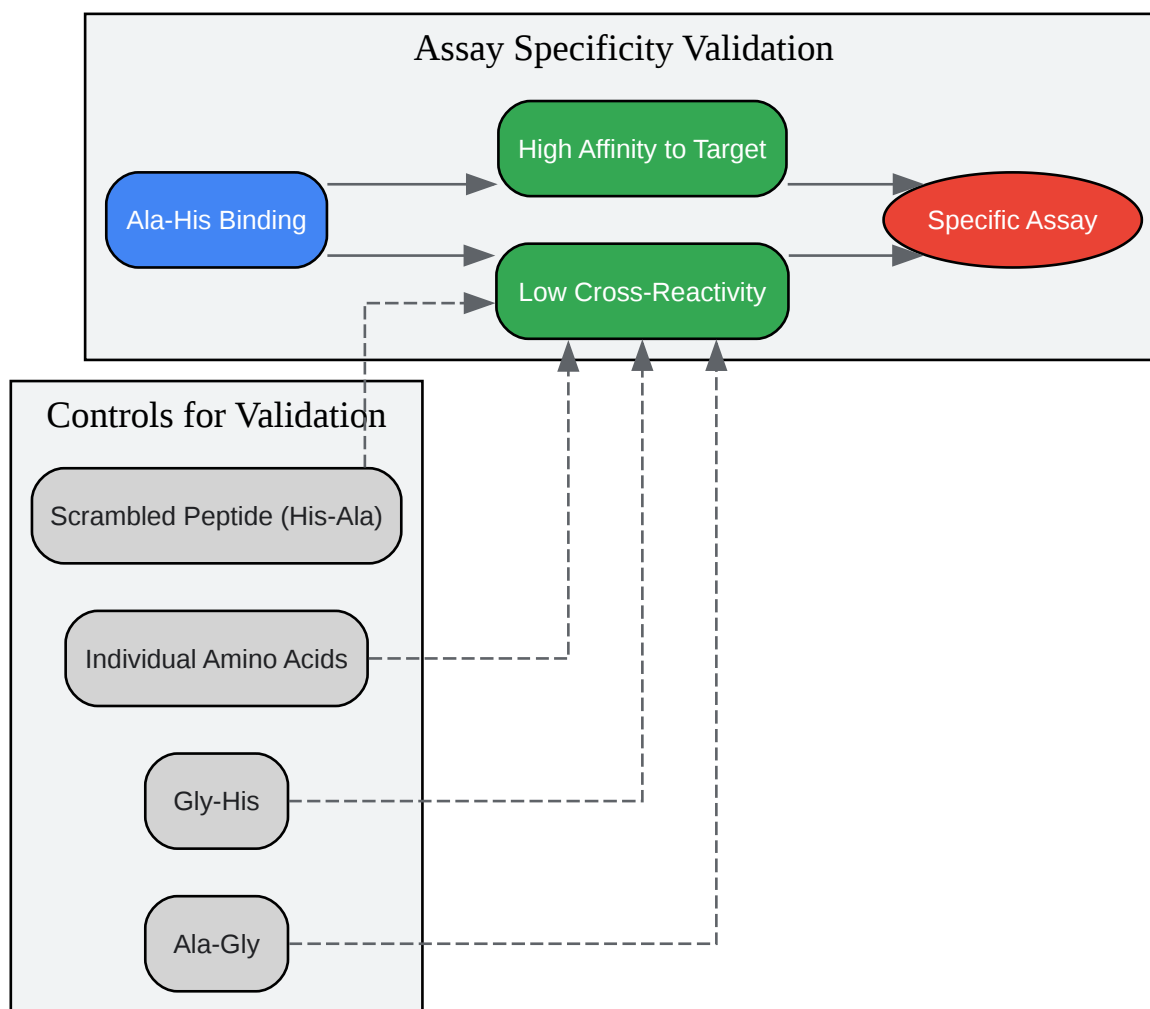 Assay Specificity Validation
High Affinity to Target
Ala-His Binding
Specific Assay
Low Cross-Reactivity
Controls for Validation
Scrambled Peptide (His-Ala)
Individual Amino Acids
Gly-His
Ala-Gly